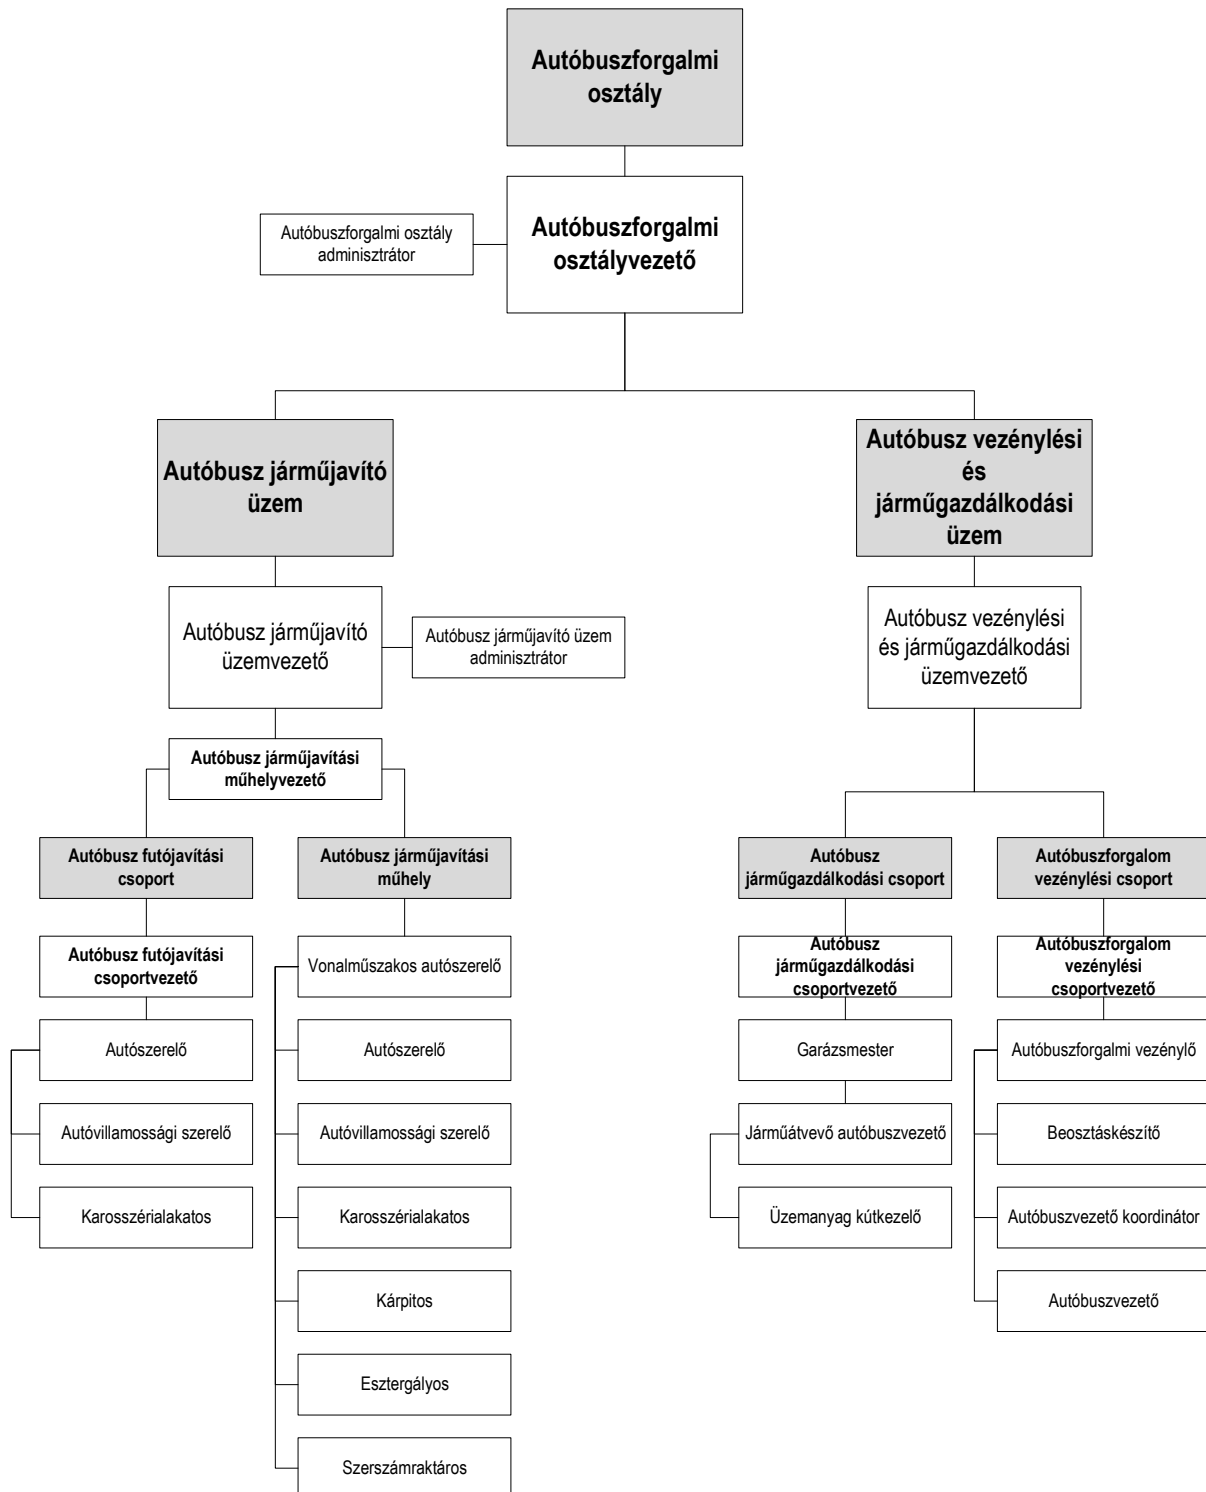 Autóbuszforgalmi
osztály
Autóbuszforgalmi osztály
adminisztrátor
Autóbuszforgalmi
osztályvezető
Autóbusz járműjavító
üzem
Autóbusz vezénylési
és
járműgazdálkodási
üzem
Autóbusz járműjavító
üzemvezető
Autóbusz járműjavító üzem
adminisztrátor
Autóbusz vezénylési
és járműgazdálkodási
üzemvezető
Autóbusz járműjavítási
műhelyvezető
Autóbusz futójavítási
csoport
Autóbusz járműjavítási
műhely
Autóbusz
járműgazdálkodási csoport
Autóbuszforgalom
vezénylési csoport
Autóbusz futójavítási
csoportvezető
Vonalműszakos autószerelő
Autóbusz
járműgazdálkodási
csoportvezető
Autóbuszforgalom
vezénylési
csoportvezető
Autószerelő
Autószerelő
Garázsmester
Autóbuszforgalmi vezénylő
Autóvillamossági szerelő
Autóvillamossági szerelő
Járműátvevő autóbuszvezető
Beosztáskészítő
Karosszérialakatos
Karosszérialakatos
Üzemanyag kútkezelő
Autóbuszvezető koordinátor
Kárpitos
Autóbuszvezető
Esztergályos
Szerszámraktáros